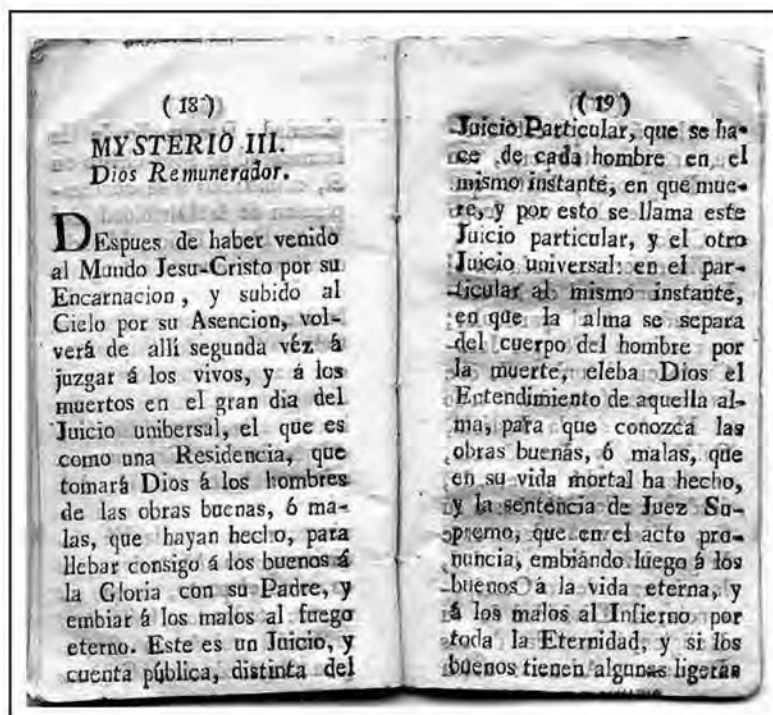 ( 18 )
MYSTERIO III.
Dios Remunerador.
DEspues de haber venido
al Mundo Jesu-Cristo por su
Encarnacion, y subido al
Cielo por su Asencion, vol-
verá de allí segunda véz á
juzgar á los vivos, y á los
muertos en el gran dia del
Juicio unibersal, el que es
como una Residencia, que
tomará Dios á los hombres
de las obras buenas, ó ma-
las, que hayan hecho, para
llebar consigo á los buenos á
la Gloria con su Padre, y
embiar á los malos al fuego
eterno. Este es un Juicio, y
cuenta pública, distinta del
( 19 )
Juicio Particular, que se ha-
ce de cada hombre en el
mismo instante, en que mue-
re, y por esto se llama este
Juicio particular, y el otro
Juicio universal: en el par-
ticular al mismo instante,
en que la alma se separa
del cuerpo del hombre por
la muerte, eleba Dios el
Entendimiento de aquella al-
ma, para que conozca las
obras buenas, ó malas, que
en su vida mortal ha hecho,
y la sentencia de Juez Su-
premo, que en el acto pro-
nuncia, embiando luego á los
buenos á la vida eterna, y
á los malos al Infierno por
toda la Eternidad, y si los
buenos tienen algunas ligeras